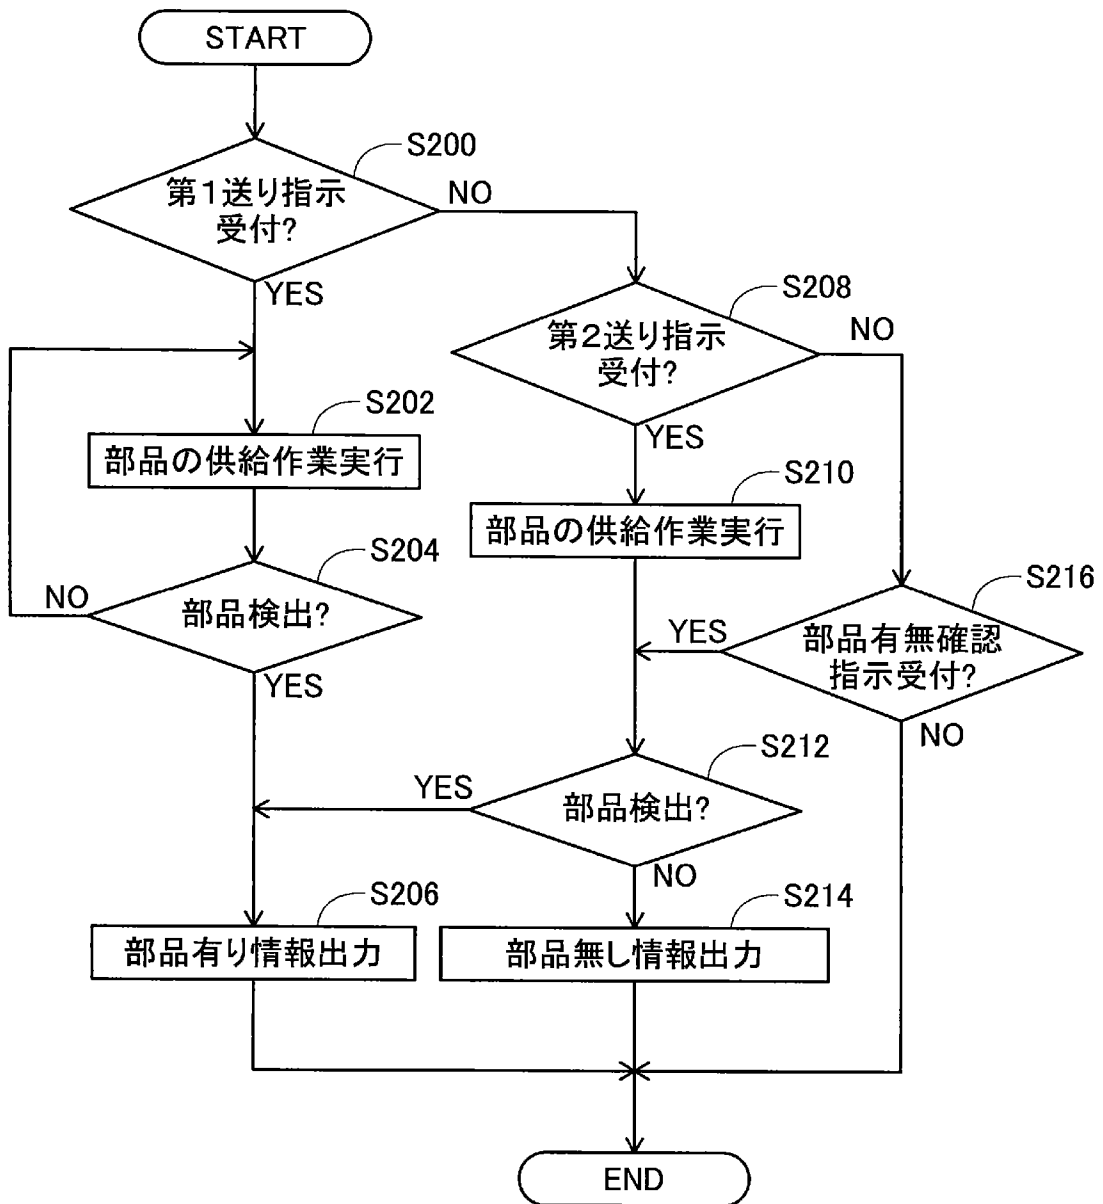 START
S200
第1送り指示
受付?
NO
YES
S208
第2送り指示
受付?
NO
YES
S202
部品の供給作業実行
S210
部品の供給作業実行
S204
部品検出?
NO
YES
S216
部品有無確認
指示受付?
YES
NO
S212
部品検出?
YES
NO
S206
部品有り情報出力
S214
部品無し情報出力
END